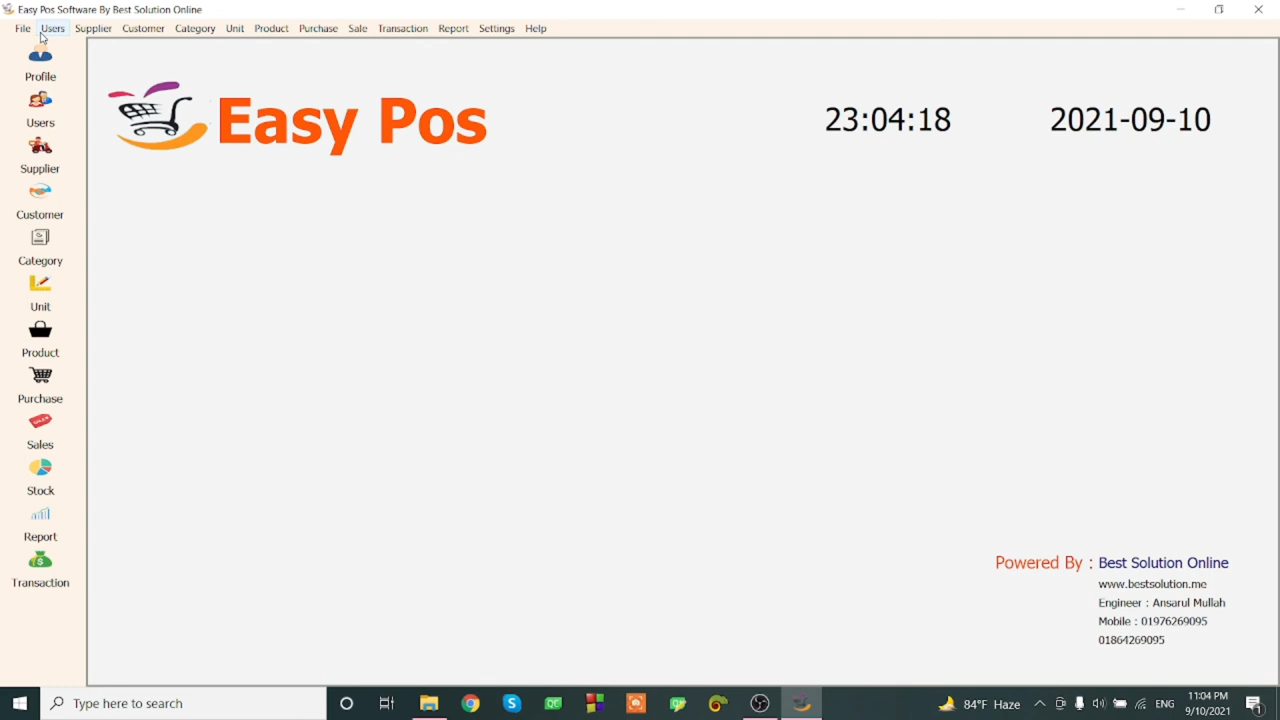 Easy Pos Software By Best Solution Online
File Users Supplier Customer Category Unit Product Purchase Sale Transaction Report Settings Help
Profile
Users
Supplier
Customer
Category
Unit
Product
Purchase
Sales
Stock
Report
Transaction
Easy Pos
23:04:18 2021-09-10
Powered By : Best Solution Online
www.bestsolution.me
Engineer : Ansarul Mullah
Mobile : 01976269095
01864269095
Type here to search
84°F Haze
ENG
11:04 PM
9/10/2021